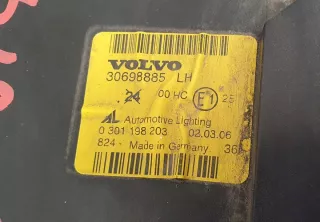 VOLVO
30698885 LH
24 00 HC E1 25
AL Automotive Lighting
0 301 198 203 02.03.06
824- Made in Germany 36